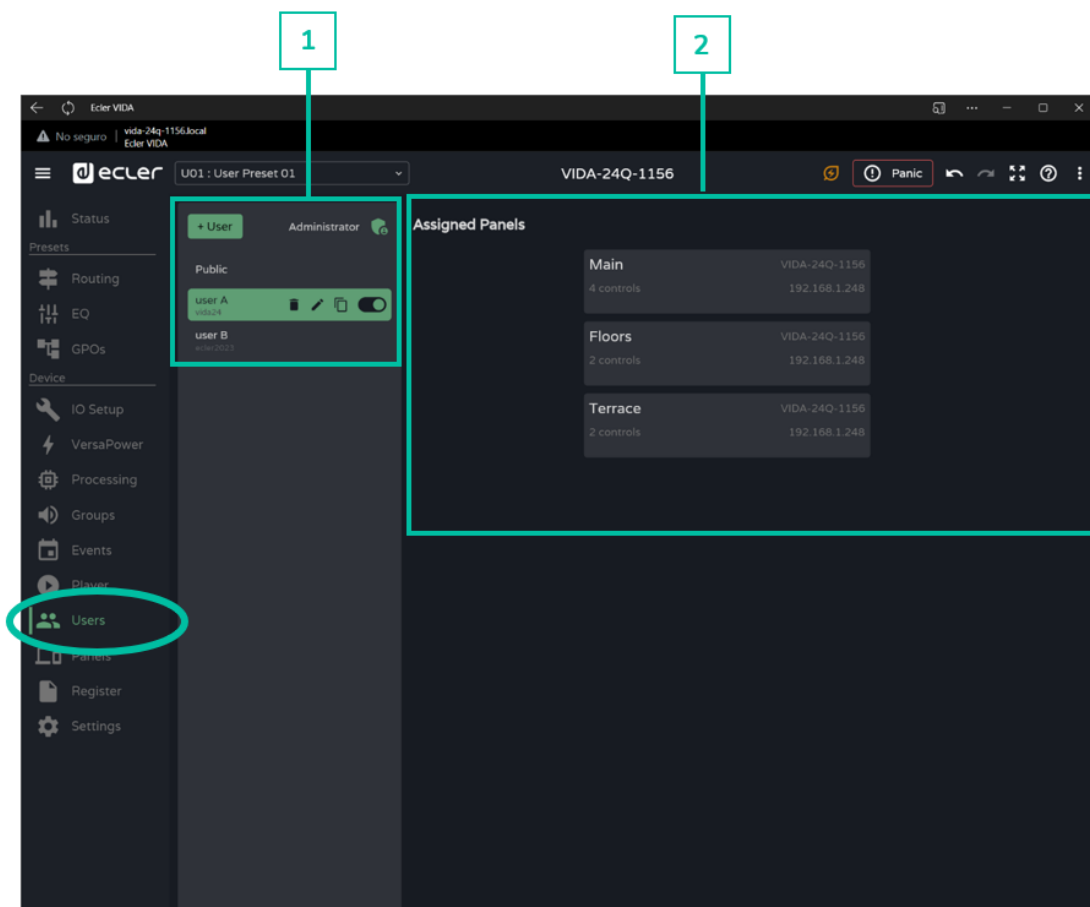 1
2
Ecler VIDA
No seguro
vida-24q-1156.local
Ecler VIDA
ecler
U01 : User Preset 01
VIDA-24Q-1156
Panic
Status
Presets
Routing
EQ
GPOs
Device
IO Setup
VersaPower
Processing
Groups
Events
Player
Users
Panels
Register
Settings
+ User
Administrator
Public
user A
vida24
user B
ecler2023
Assigned Panels
Main
VIDA-24Q-1156
4 controls
192.168.1.248
Floors
VIDA-24Q-1156
2 controls
192.168.1.248
Terrace
VIDA-24Q-1156
2 controls
192.168.1.248